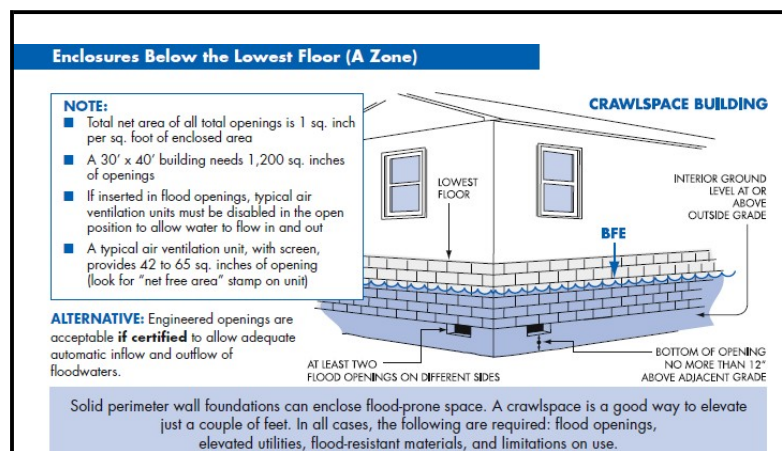 Enclosures Below the Lowest Floor (A Zone)
NOTE:
■ Total net area of all total openings is 1 sq. inch
per sq. foot of enclosed area
■ A 30' x 40' building needs 1,200 sq. inches
of openings
■ If inserted in flood openings, typical air
ventilation units must be disabled in the open
position to allow water to flow in and out
■ A typical air ventilation unit, with screen,
provides 42 to 65 sq. inches of opening
(look for "net free area" stamp on unit)
ALTERNATIVE: Engineered openings are
acceptable if certified to allow adequate
automatic inflow and outflow of
floodwaters.
CRAWLSPACE BUILDING
LOWEST
FLOOR
INTERIOR GROUND
LEVEL AT OR
ABOVE
OUTSIDE GRADE
BFE
AT LEAST TWO
FLOOD OPENINGS ON DIFFERENT SIDES
BOTTOM OF OPENING
NO MORE THAN 12"
ABOVE ADJACENT GRADE
Solid perimeter wall foundations can enclose flood-prone space. A crawlspace is a good way to elevate
just a couple of feet. In all cases, the following are required: flood openings,
elevated utilities, flood-resistant materials, and limitations on use.